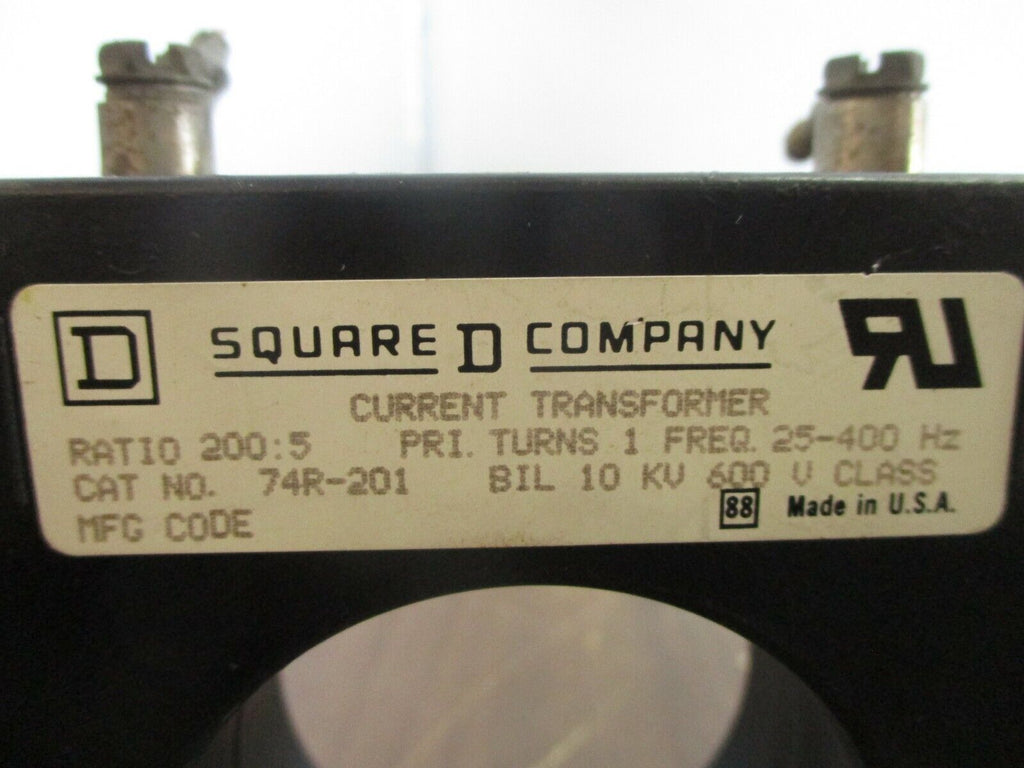 D SQUARE D COMPANY RU
CURRENT TRANSFORMER
RATIO 200:5 PRI. TURNS 1 FREQ. 25-400 Hz
CAT NO. 74R-201 BIL 10 KV 600 V CLASS
MFG CODE 88 Made in U.S.A.